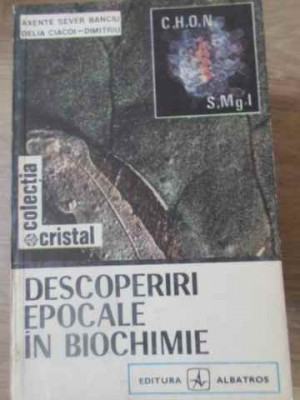 AXENTE SEVER BANCIU
DELIA CIACOI-DIMITRIU
C.H.O.N.
S.Mg.I
colecția
cristal
DESCOPERIRI
EPOCALE
ÎN BIOCHIMIE
EDITURA A ALBATROS